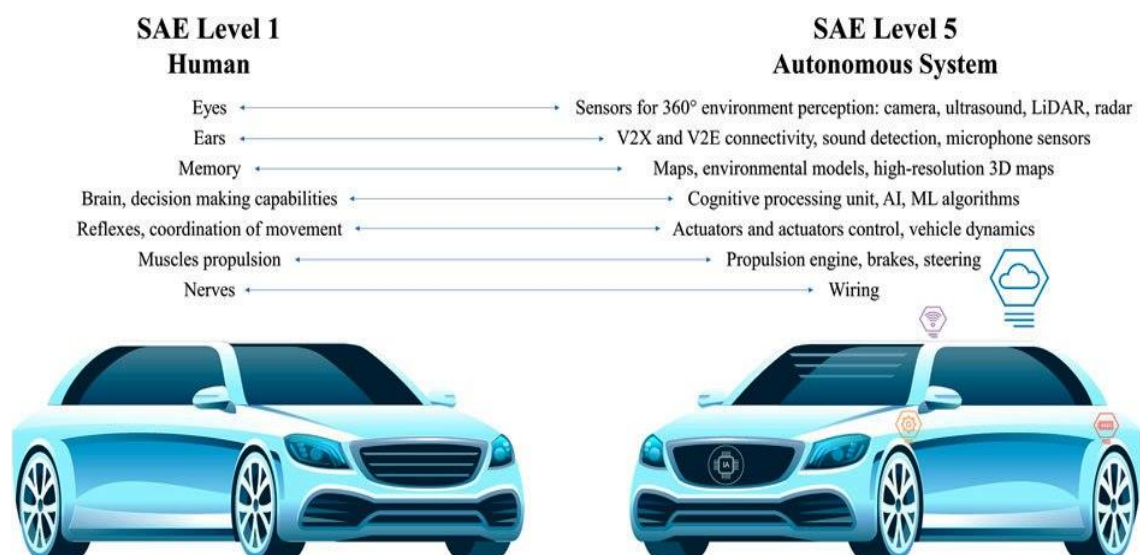 SAE Level 1
Human
SAE Level 5
Autonomous System
Eyes
Sensors for 360° environment perception: camera, ultrasound, LiDAR, radar
Ears
V2X and V2E connectivity, sound detection, microphone sensors
Memory
Maps, environmental models, high-resolution 3D maps
Brain, decision making capabilities
Cognitive processing unit, AI, ML algorithms
Reflexes, coordination of movement
Actuators and actuators control, vehicle dynamics
Muscles propulsion
Propulsion engine, brakes, steering
Nerves
Wiring
IA